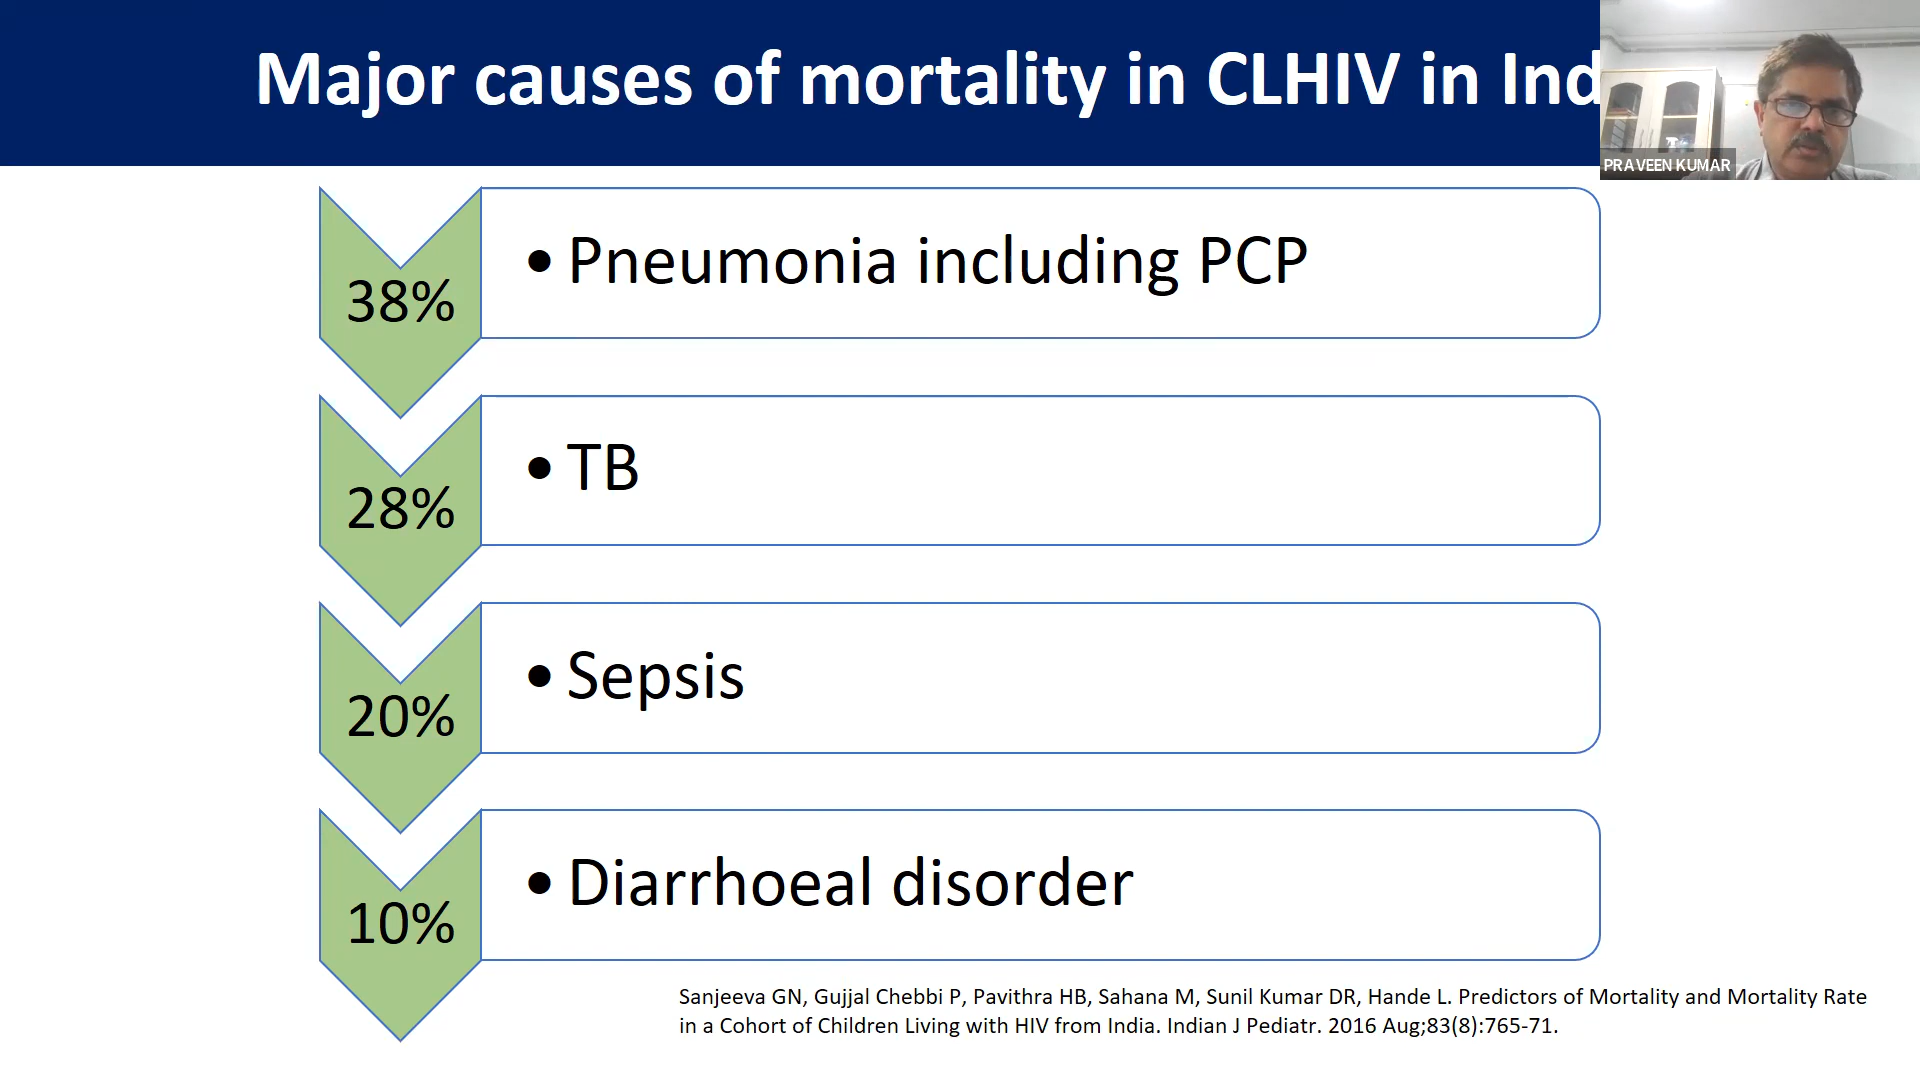 Major causes of mortality in CLHIV in Ind
PRAVEEN KUMAR
38%
• Pneumonia including PCP
28%
• TB
20%
• Sepsis
10%
• Diarrhoeal disorder
Sanjeeva GN, Gujjal Chebbi P, Pavithra HB, Sahana M, Sunil Kumar DR, Hande L. Predictors of Mortality and Mortality Rate
in a Cohort of Children Living with HIV from India. Indian J Pediatr. 2016 Aug;83(8):765-71.